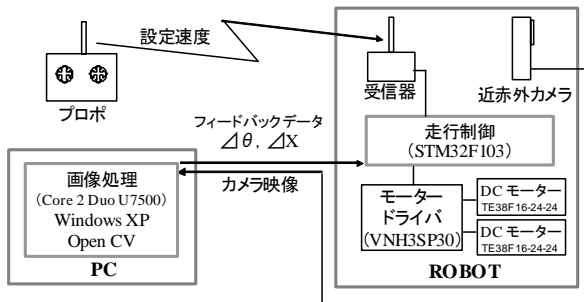 設定速度
プロポ
受信器
近赤外カメラ
フィードバックデータ
⊿θ, ⊿X
カメラ映像
走行制御
(STM32F103)
画像処理
(Core 2 Duo U7500)
Windows XP
Open CV
PC
モーター
ドライバ
(VNH3SP30)
DC モーター
TE38F16-24-24
DC モーター
TE38F16-24-24
ROBOT